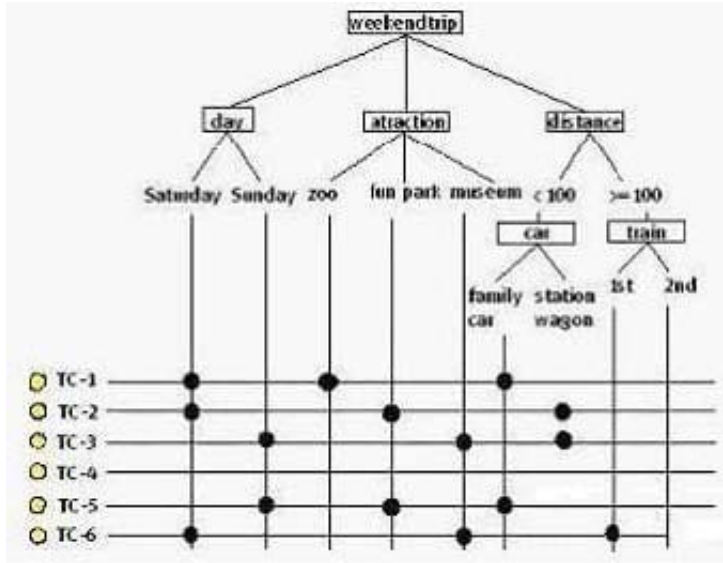 weekendtrip
day atraction distance
Saturday Sunday zoo fun park museum < 100 >=100
car train
family car station wagon 1st 2nd
TC-1
TC-2
TC-3
TC-4
TC-5
TC-6